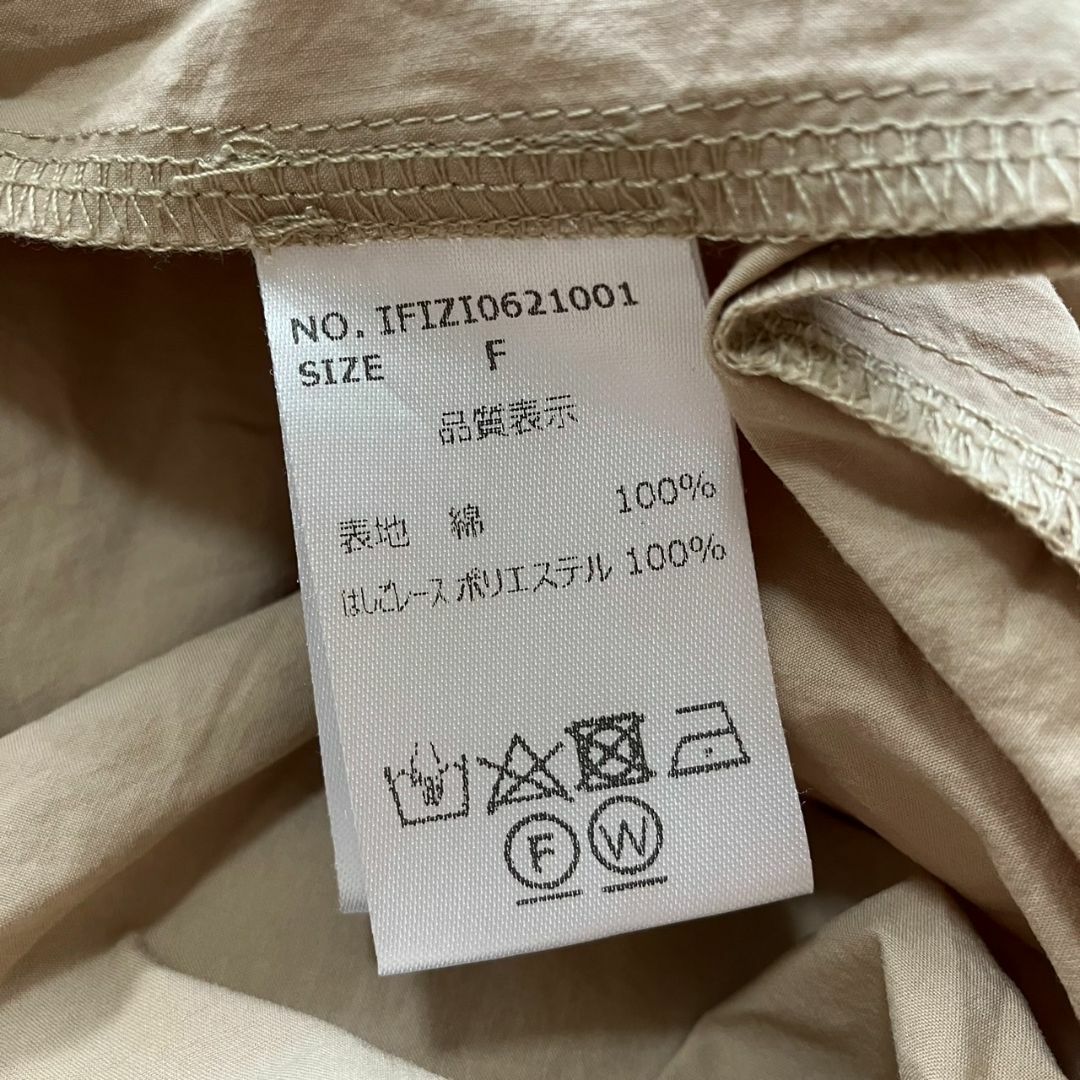 NO. IFIZI0621001
SIZE F
品質表示
表地 綿 100%
はしごレース ポリエステル 100%
F W